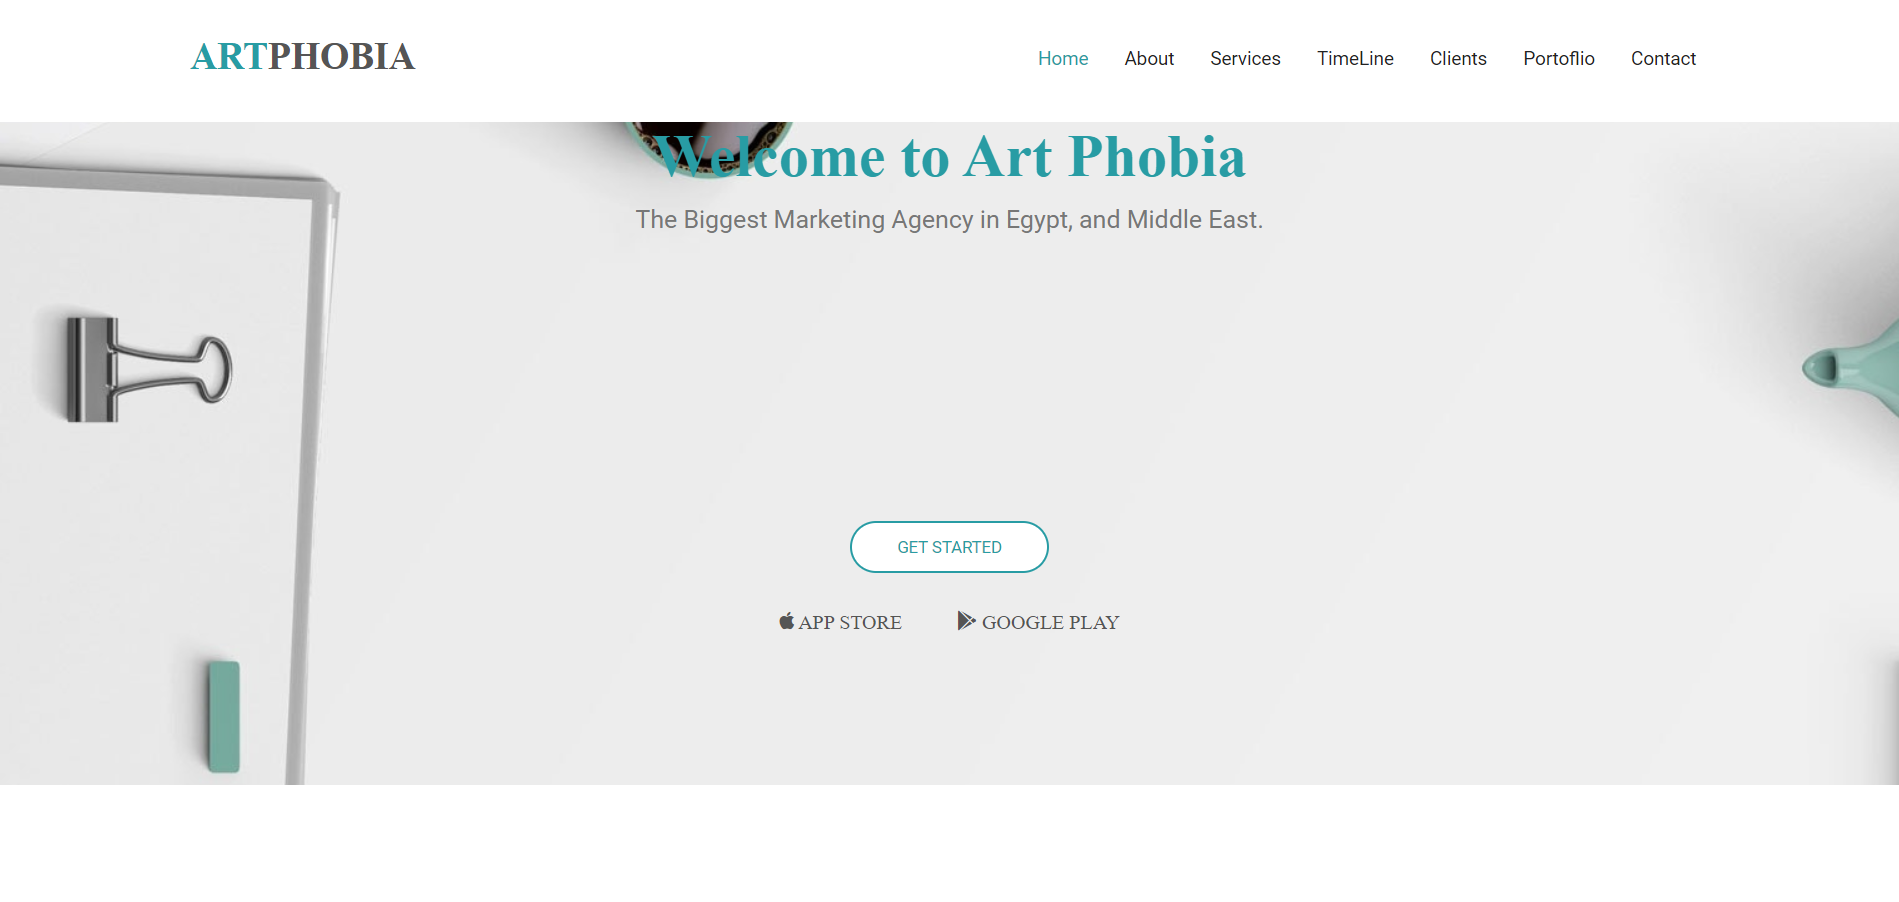 ARTPHOBIA
Home About Services TimeLine Clients Portoflio Contact
Welcome to Art Phobia
The Biggest Marketing Agency in Egypt, and Middle East.
GET STARTED
APP STORE GOOGLE PLAY